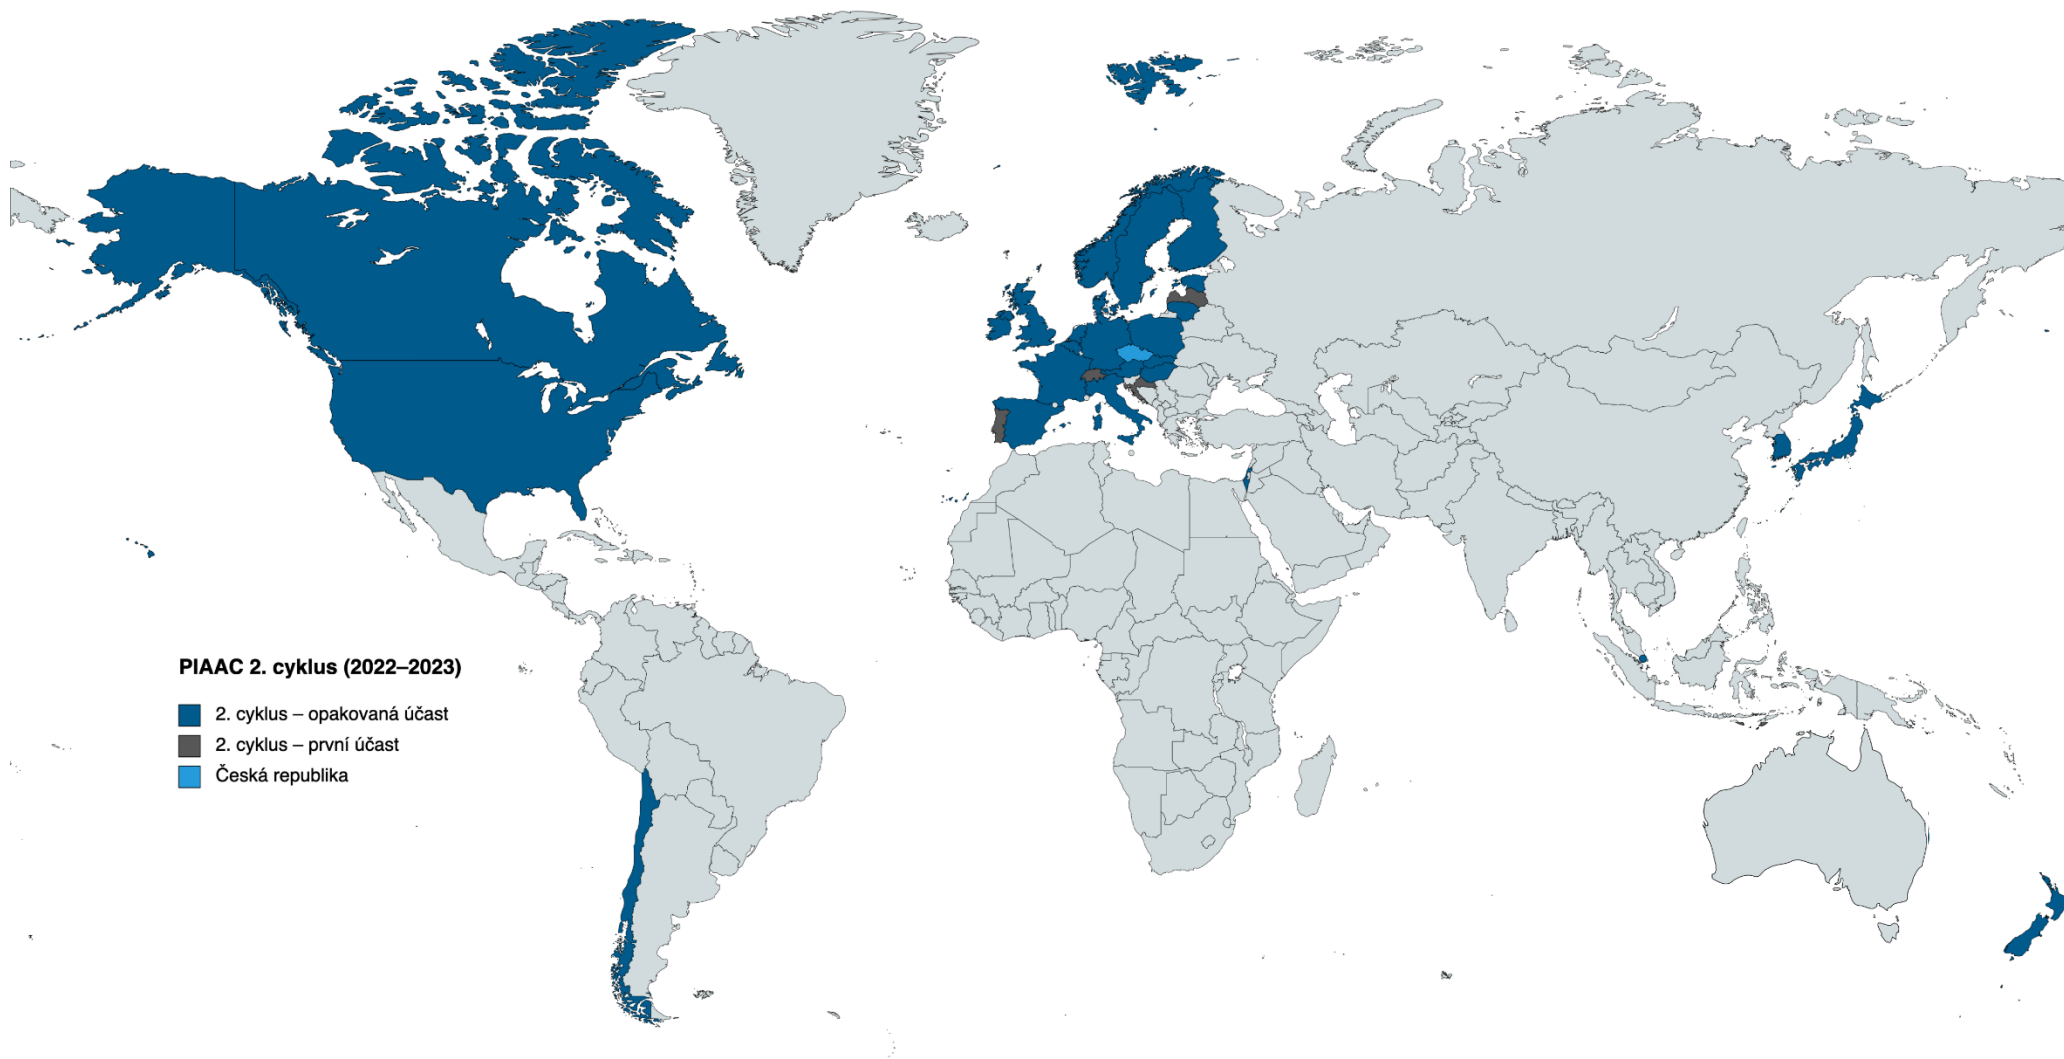 PIAAC 2. cyklus (2022–2023)
2. cyklus – opakovaná účast
2. cyklus – první účast
Česká republika